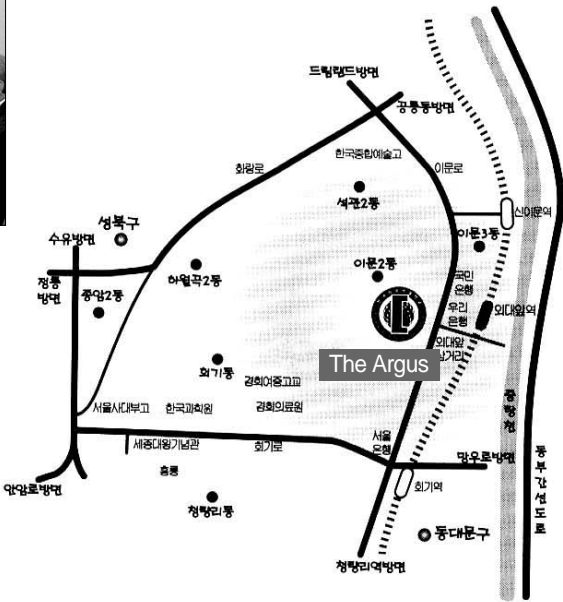 드림랜드방면
공릉동방면
한국종합예술고
화랑로
이문로
석관2동
신이문역
성북구
이문3동
수유방면
정릉
방면
하월곡2동
이문2동
국민
은행
종암2동
우리
은행
외대앞역
외대앞
삼거리
The Argus
회기동
경희여중고교
중랑천
서울사대부고
한국과학원
경희의료원
세종대왕기념관
회기로
서울
은행
망우로방면
동부간선도로
홍릉
안암로방면
회기역
청량리동
동대문구
청량리역방면